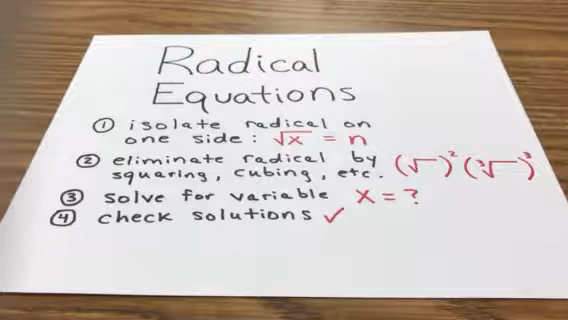 Radical
Equations
① isolate radical on
one side: √x = n
② eliminate radical by
squaring, cubing, etc. (√‾)² (∛‾)³
③ solve for variable x = ?
④ check solutions ✓